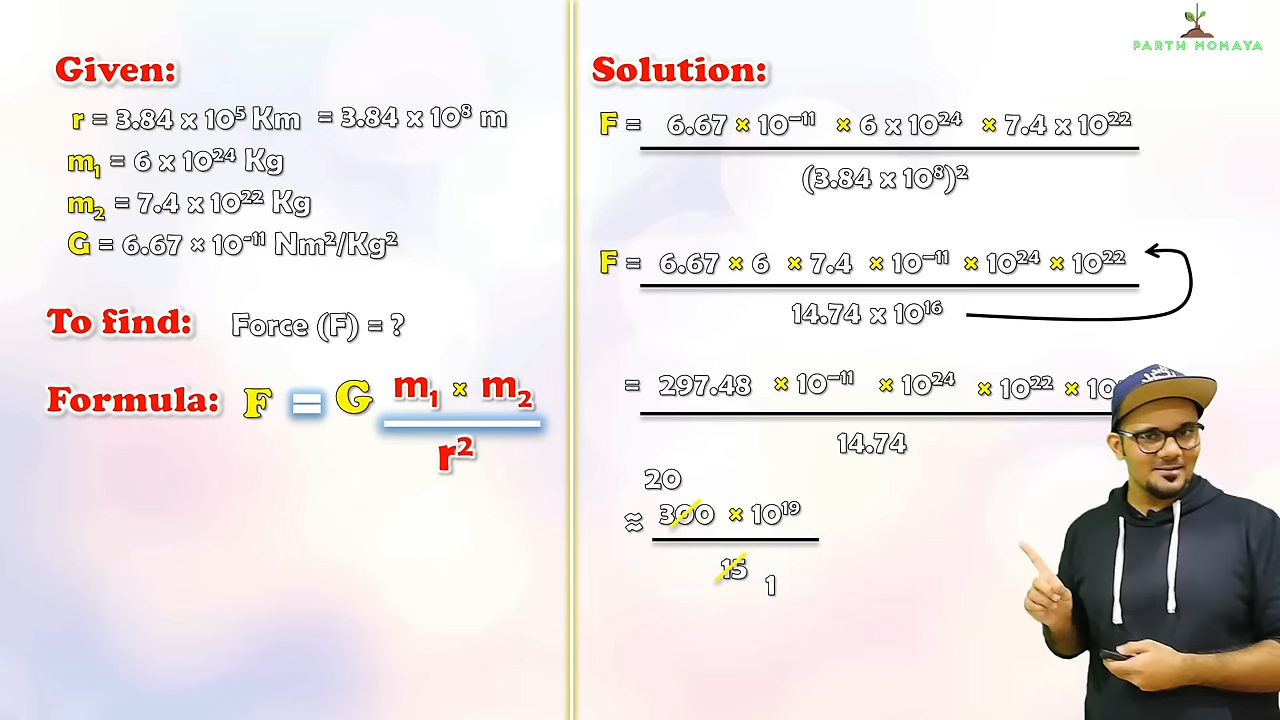 PARTH MOMAYA
Given:
r = 3.84 x 10⁵ Km = 3.84 x 10⁸ m
m₁ = 6 x 10²⁴ Kg
m₂ = 7.4 x 10²² Kg
G = 6.67 × 10⁻¹¹ Nm²/Kg²
To find: Force (F) = ?
Formula: F = G m₁ × m₂
r²
Solution:
F = 6.67 × 10⁻¹¹ × 6 x 10²⁴ × 7.4 x 10²²
(3.84 x 10⁸)²
F = 6.67 × 6 × 7.4 × 10⁻¹¹ × 10²⁴ × 10²²
14.74 x 10¹⁶
= 297.48 × 10⁻¹¹ × 10²⁴ × 10²² × 10
14.74
20
≈ 300 × 10¹⁹
15
1